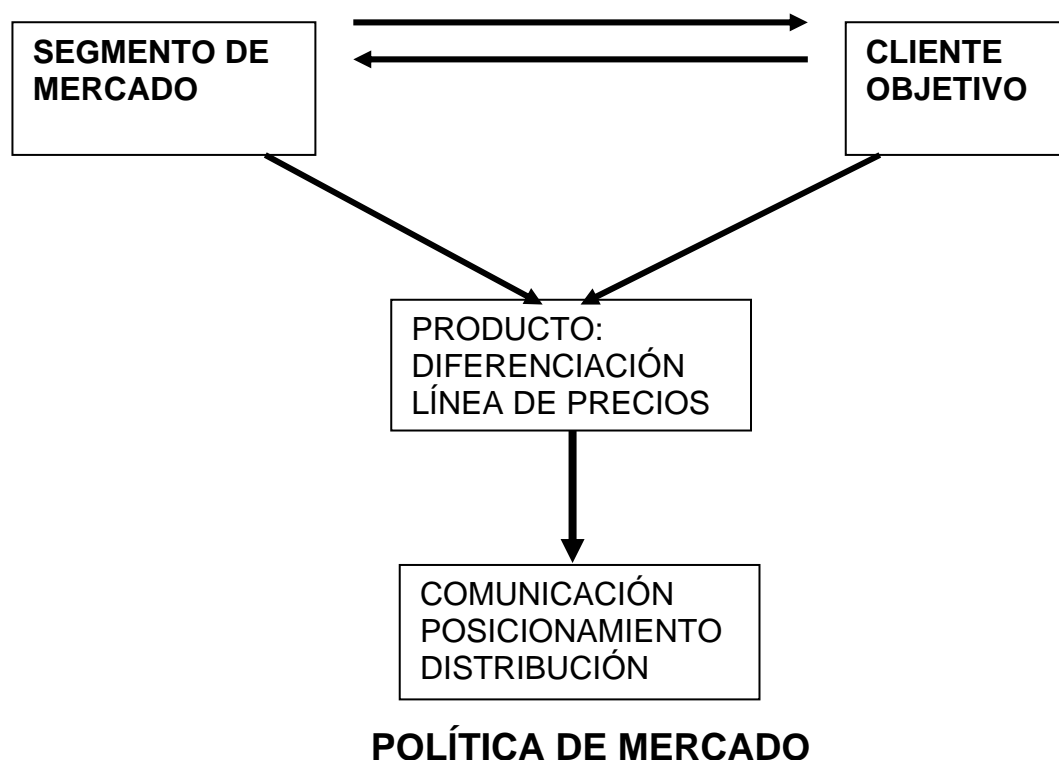 SEGMENTO DE
MERCADO
CLIENTE
OBJETIVO
PRODUCTO:
DIFERENCIACIÓN
LÍNEA DE PRECIOS
COMUNICACIÓN
POSICIONAMIENTO
DISTRIBUCIÓN
POLÍTICA DE MERCADO